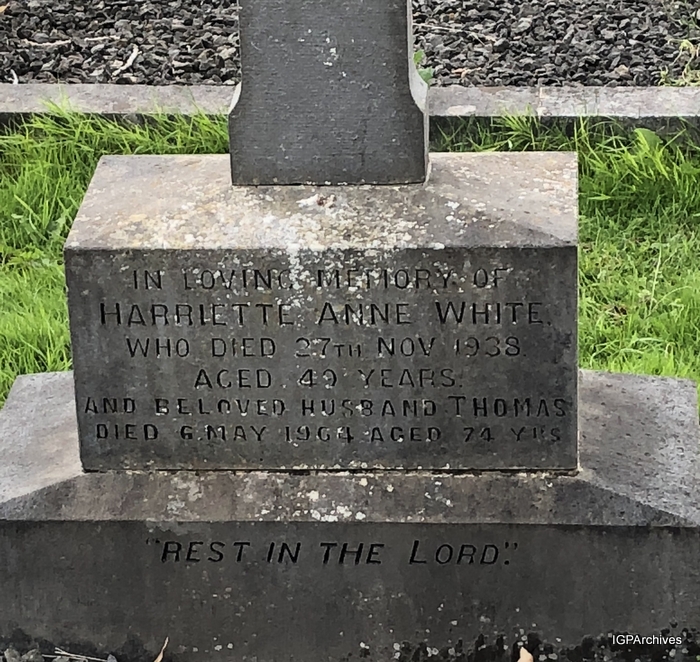 IN LOVING MEMORY OF
HARRIETTE ANNE WHITE.
WHO DIED 27TH NOV 1938.
AGED 49 YEARS.
AND BELOVED HUSBAND THOMAS
DIED 6 MAY 1964 AGED 74 YRS
"REST IN THE LORD".
IGPArchives